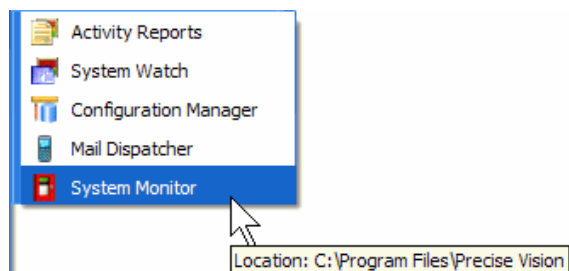 Activity Reports
System Watch
Configuration Manager
Mail Dispatcher
System Monitor
Location: C:\Program Files\Precise Vision